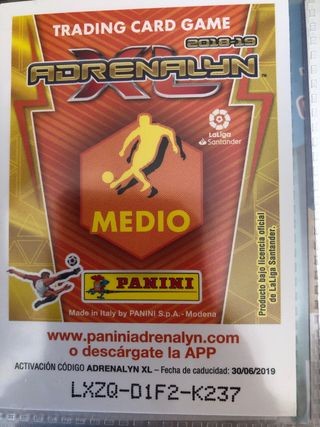 TRADING CARD GAME
2018-19
ADRENALYN
XL
TM
LaLiga
Santander
MEDIO
PANINI
Made in Italy by PANINI S.p.A. - Modena
Producto bajo licencia oficial
de LaLiga Santander.
www.paniniadrenalyn.com
o descárgate la APP
ACTIVACIÓN CÓDIGO ADRENALYN XL – Fecha de caducidad: 30/06/2019
LXZQ-D1F2-K237